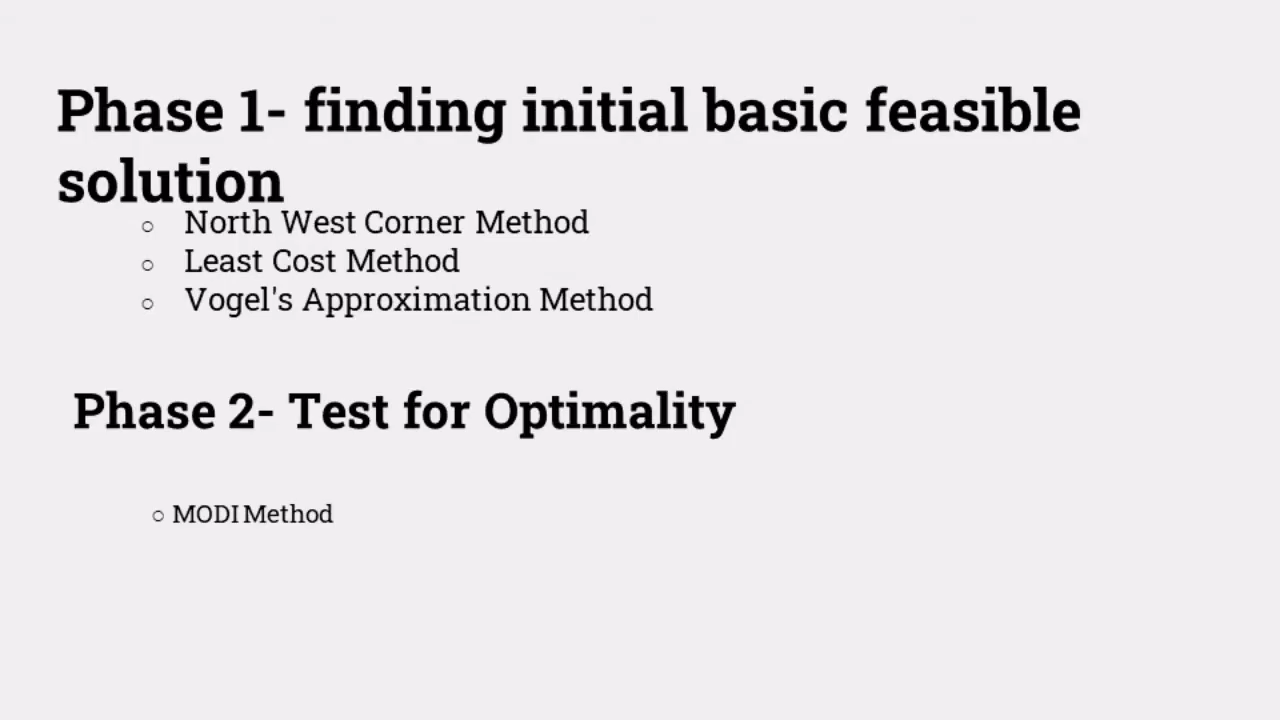 Phase 1- finding initial basic feasible
solution
○ North West Corner Method
○ Least Cost Method
○ Vogel's Approximation Method
Phase 2- Test for Optimality
○ MODI Method